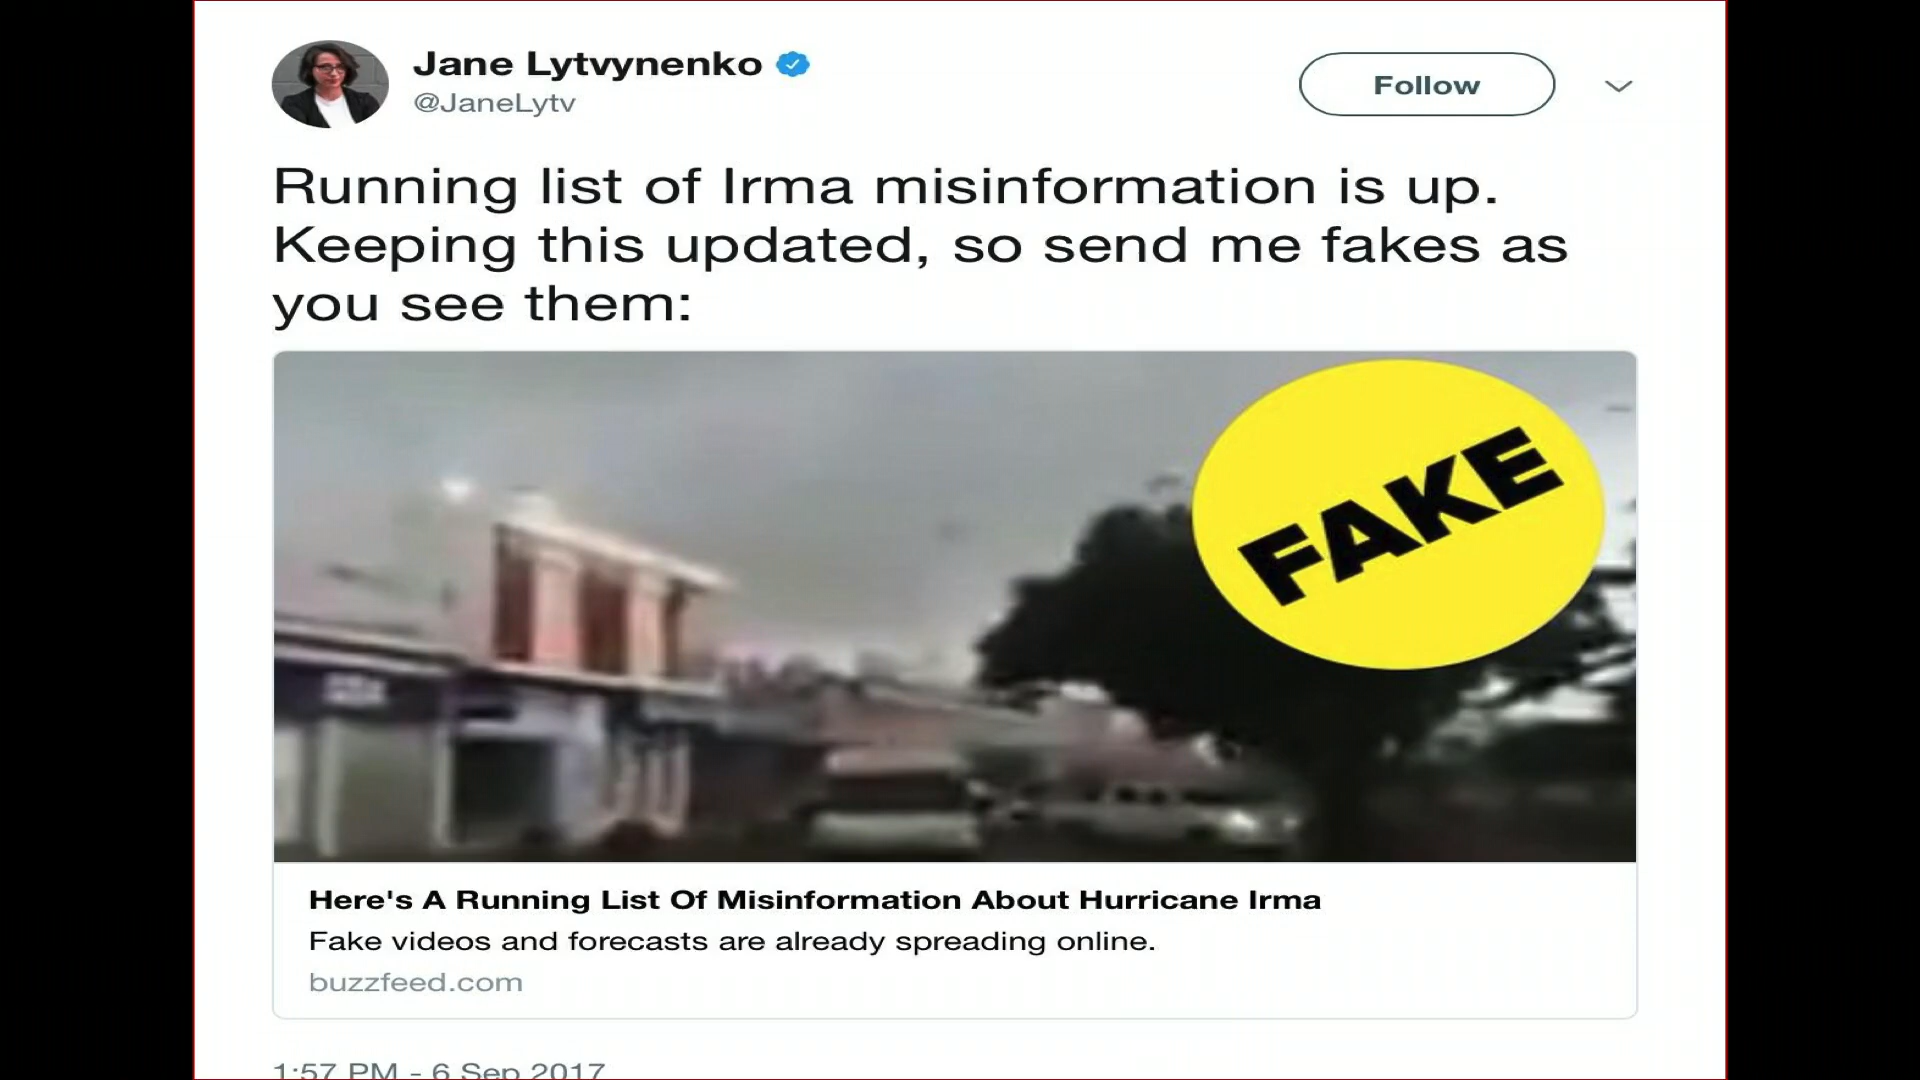 Jane Lytvynenko
@JaneLytv
Follow
Running list of Irma misinformation is up.
Keeping this updated, so send me fakes as
you see them:
FAKE
Here's A Running List Of Misinformation About Hurricane Irma
Fake videos and forecasts are already spreading online.
buzzfeed.com
1:57 PM - 6 Sep 2017